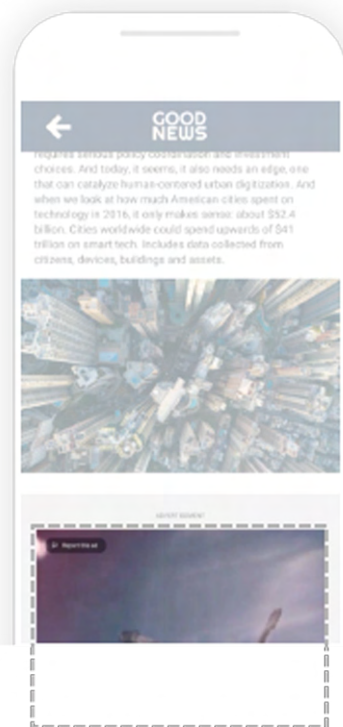 GOOD
NEWS
requires serious policy coordination and investment
choices. And today, it seems, it also needs an edge, one
that can catalyze human-centered urban digitization. And
when we look at how much American cities spent on
technology in 2016, it only makes sense: about $52.4
billion. Cities worldwide could spend upwards of $41
trillion on smart tech. Includes data collected from
citizens, devices, buildings and assets.
ADVERTISEMENT
Report this ad